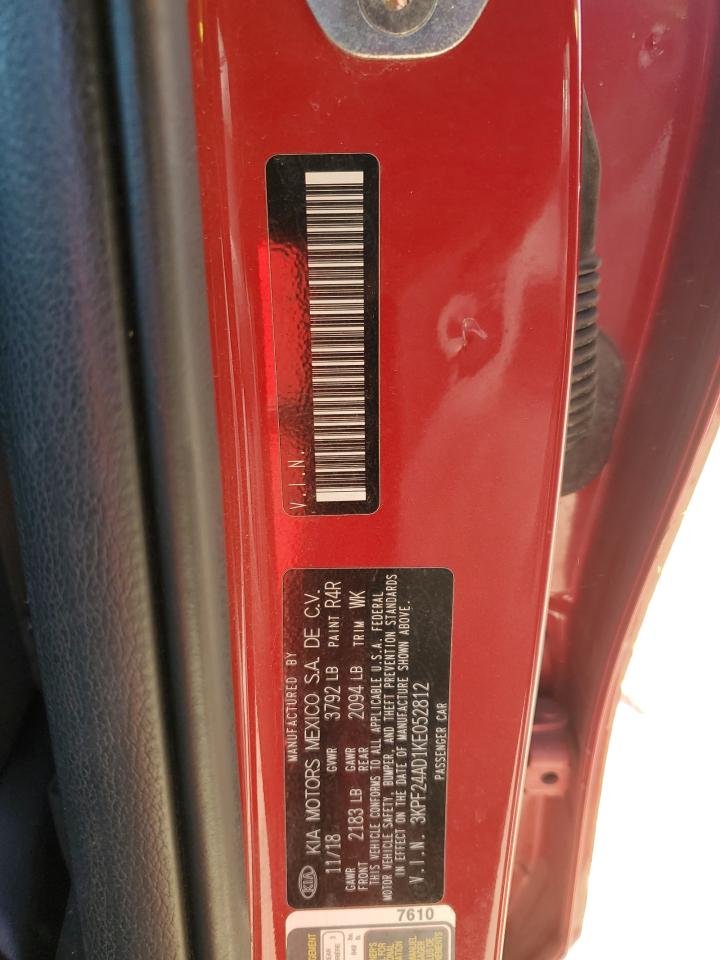 V.I.N.
KIA
MANUFACTURED BY
KIA MOTORS MEXICO S.A. DE C.V.
11/18 GVWR 3792 LB PAINT R4R
GAWR FRONT 2183 LB GAWR REAR 2094 LB TRIM WK
THIS VEHICLE CONFORMS TO ALL APPLICABLE U.S.A. FEDERAL
MOTOR VEHICLE SAFETY, BUMPER, AND THEFT PREVENTION STANDARDS
IN EFFECT ON THE DATE OF MANUFACTURE SHOWN ABOVE.
V.I.N. 3KPF24AD1KE052812
PASSENGER CAR
7610